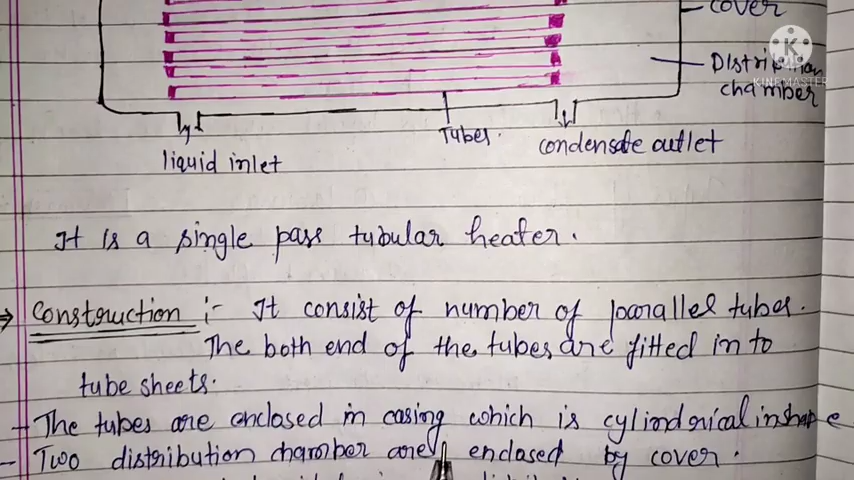 cover
Distribution
chamber
K
KINEMASTER
Tubes.
condensate outlet
liquid inlet
It is a single pass tubular heater.
⇒ Construction :- It consist of number of parallel tubes.
The both end of the tubes are fitted in to
tube sheets.
- The tubes are enclosed in casing which is cylindrical in shape
- Two distribution chamber are enclosed by cover.